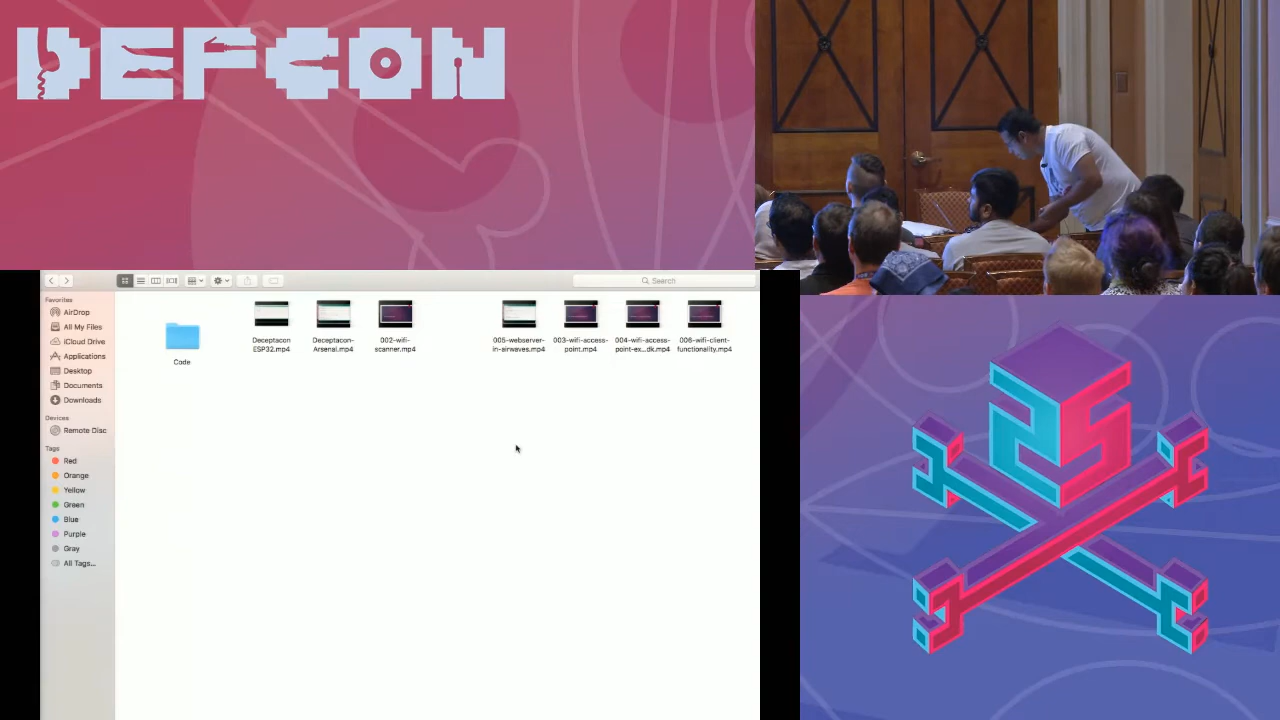 DEFCON
Search
Favorites
AirDrop
All My Files
iCloud Drive
Applications
Desktop
Documents
Downloads
Devices
Remote Disc
Tags
Red
Orange
Yellow
Green
Blue
Purple
Gray
All Tags...
Code
Deceptacon
ESP32.mp4
Deceptacon-
Arsenal.mp4
002-wifi-
scanner.mp4
005-webserver-
in-airwaves.mp4
003-wifi-access-
point.mp4
004-wifi-access-
point-ex...dk.mp4
006-wifi-client-
functionality.mp4
25